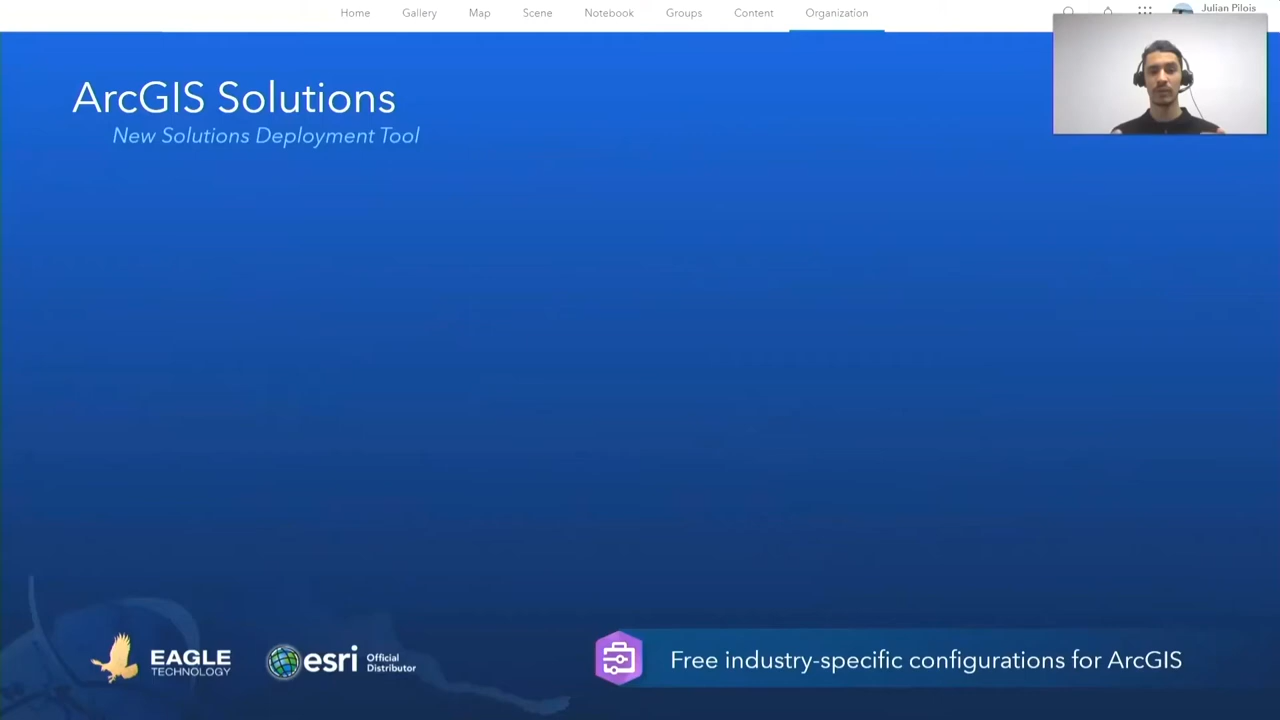 Home Gallery Map Scene Notebook Groups Content Organization
Julian Pilois
ArcGIS Solutions
New Solutions Deployment Tool
EAGLE
TECHNOLOGY
esri
Official
Distributor
Free industry-specific configurations for ArcGIS